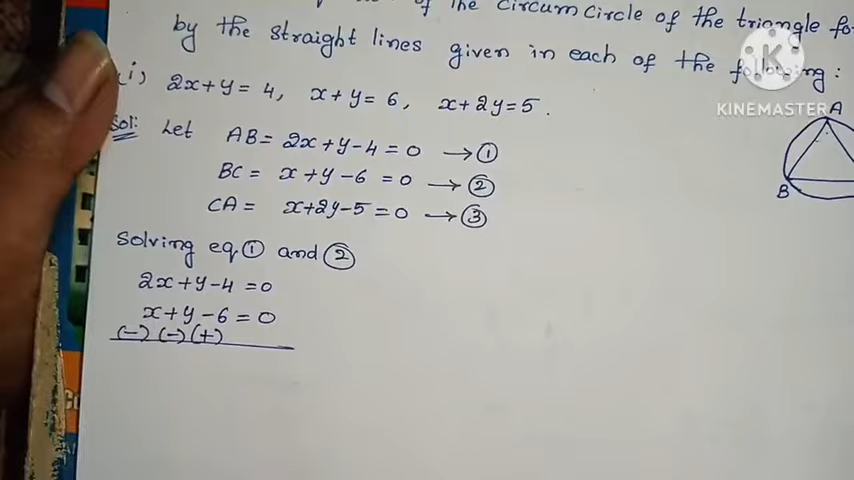 of the circum circle of the triangle
by the straight lines given in each of the following :
i) 2x+y=4, x+y=6, x+2y=5.
Sol: Let AB= 2x+y-4=0 → ①
BC= x+y-6=0 → ②
CA= x+2y-5=0 → ③
Solving eq ① and ②
2x+y-4=0
x+y-6=0
(-) (-) (+)
A
B
KINEMASTER